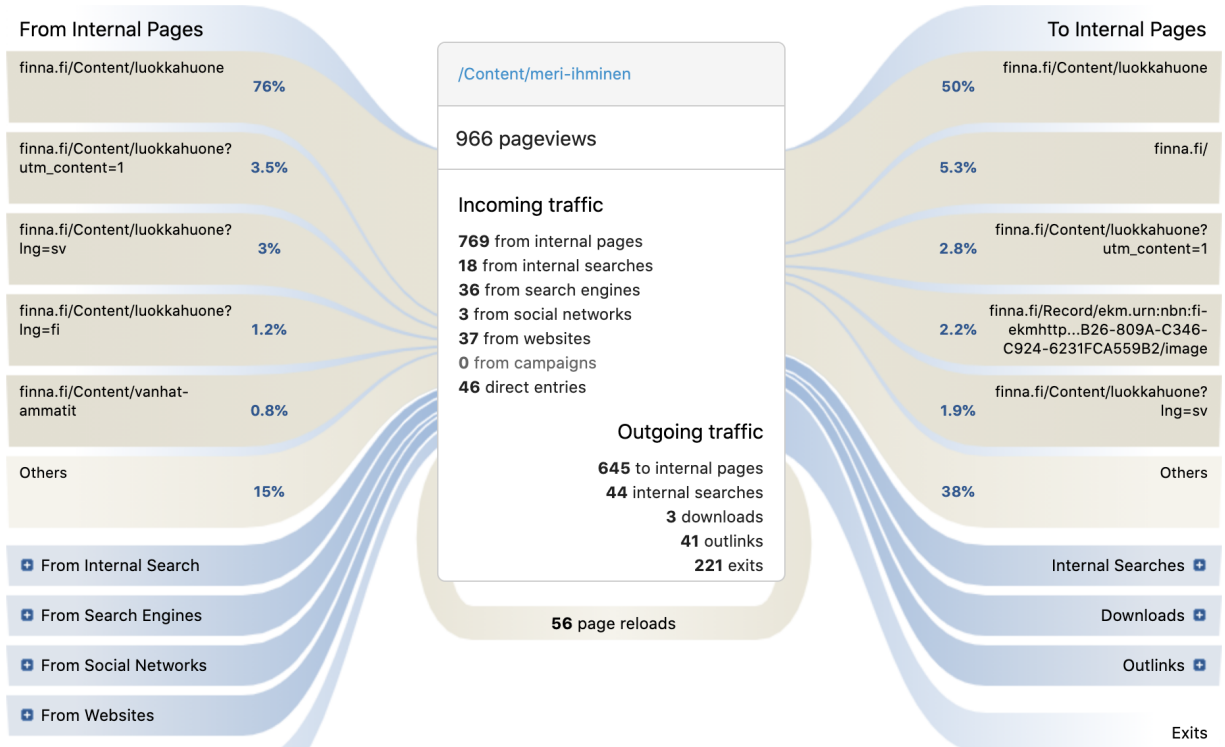 From Internal Pages
finna.fi/Content/luokkahuone
76%
finna.fi/Content/luokkahuone?
utm_content=1
3.5%
finna.fi/Content/luokkahuone?
lng=sv
3%
finna.fi/Content/luokkahuone?
lng=fi
1.2%
finna.fi/Content/vanhat-
ammatit
0.8%
Others
15%
From Internal Search
From Search Engines
From Social Networks
From Websites
/Content/meri-ihminen
966 pageviews
Incoming traffic
769 from internal pages
18 from internal searches
36 from search engines
3 from social networks
37 from websites
0 from campaigns
46 direct entries
Outgoing traffic
645 to internal pages
44 internal searches
3 downloads
41 outlinks
221 exits
56 page reloads
To Internal Pages
finna.fi/Content/luokkahuone
50%
finna.fi/
5.3%
finna.fi/Content/luokkahuone?
utm_content=1
2.8%
finna.fi/Record/ekm.urn:nbn:fi-
ekmhttp...B26-809A-C346-
C924-6231FCA559B2/image
2.2%
finna.fi/Content/luokkahuone?
lng=sv
1.9%
Others
38%
Internal Searches
Downloads
Outlinks
Exits